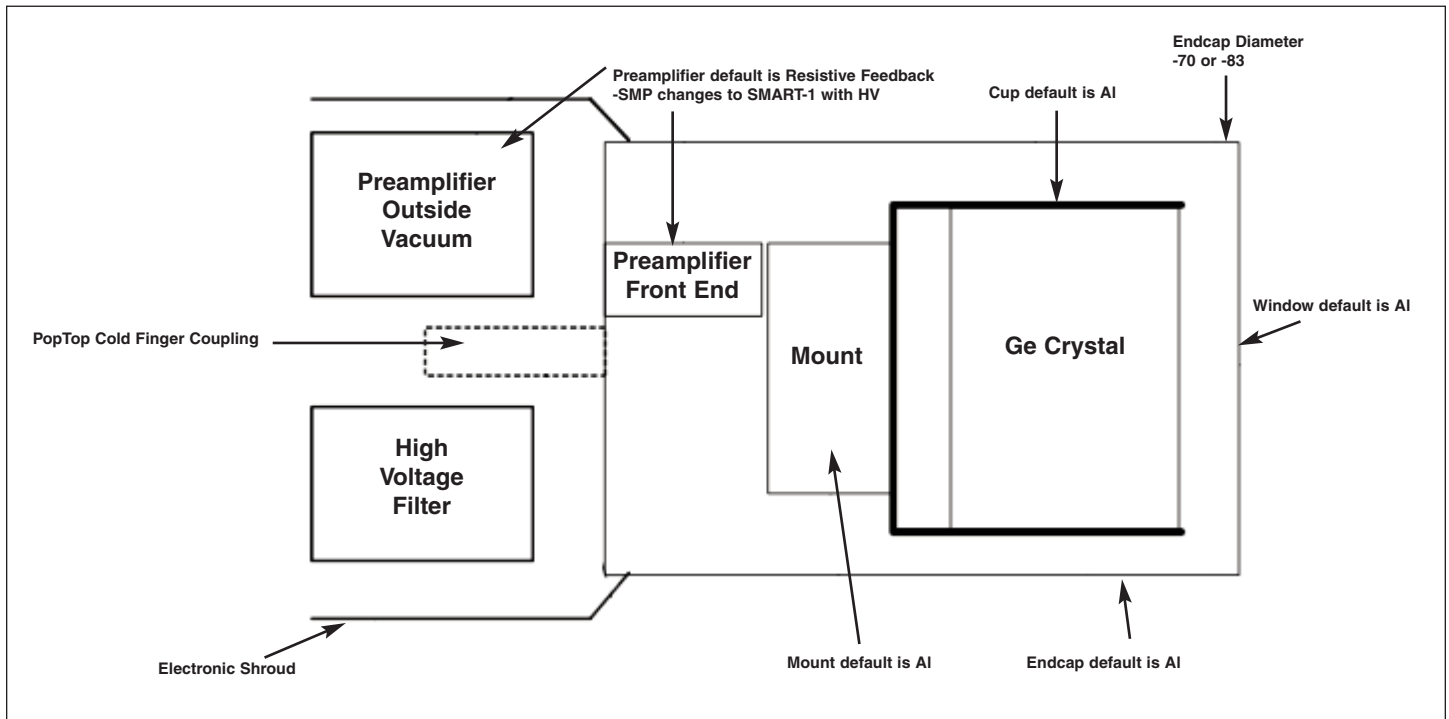 Endcap Diameter
-70 or -83
Preamplifier default is Resistive Feedback
-SMP changes to SMART-1 with HV
Cup default is Al
Preamplifier
Outside
Vacuum
Preamplifier
Front End
Window default is Al
PopTop Cold Finger Coupling
Mount
Ge Crystal
High
Voltage
Filter
Electronic Shroud
Mount default is Al
Endcap default is Al